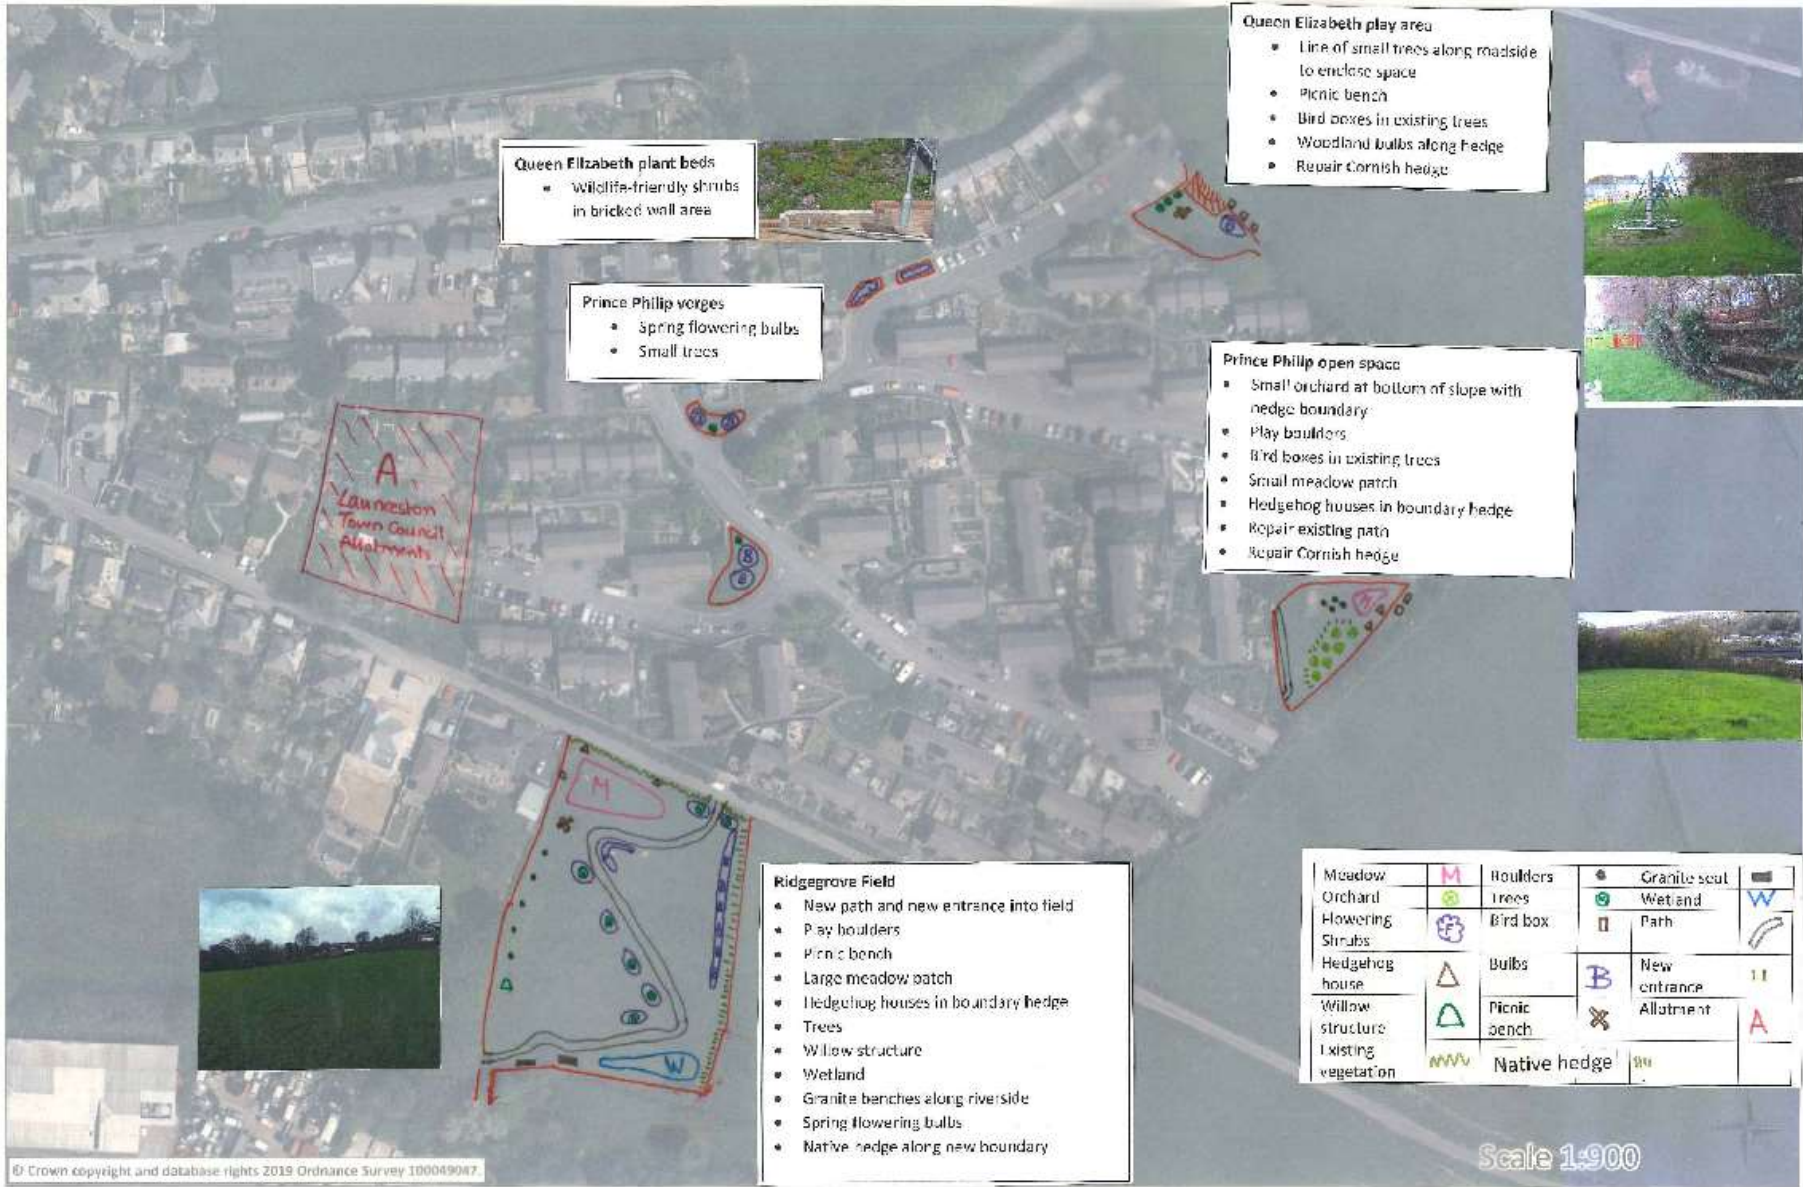 Queen Elizabeth play area
• Line of small trees along roadside
to enclose space
• Picnic bench
• Bird boxes in existing trees
• Woodland bulbs along hedge
• Repair Cornish hedge
Queen Elizabeth plant beds
• Wildlife-friendly shrubs
in bricked wall area
Prince Philip verges
• Spring flowering bulbs
• Small trees
Prince Philip open space
• Small orchard at bottom of slope with
hedge boundary
• Play boulders
• Bird boxes in existing trees
• Small meadow patch
• Hedgehog houses in boundary hedge
• Repair existing path
• Repair Cornish hedge
A
Launceston
Town Council
Allotments
B
B
M
M
W
Ridgegrove Field
• New path and new entrance into field
• Play boulders
• Picnic bench
• Large meadow patch
• Hedgehog houses in boundary hedge
• Trees
• Willow structure
• Wetland
• Granite benches along riverside
• Spring flowering bulbs
• Native hedge along new boundary
Meadow M Boulders Granite seat
Orchard Trees Wetland W
Flowering
Shrubs F Bird box Path
Hedgehog
house Bulbs B New
entrance
Willow
structure Picnic
bench Allotment A
Existing
vegetation Native hedge
Scale 1:900
© Crown copyright and database rights 2019 Ordnance Survey 100049047.